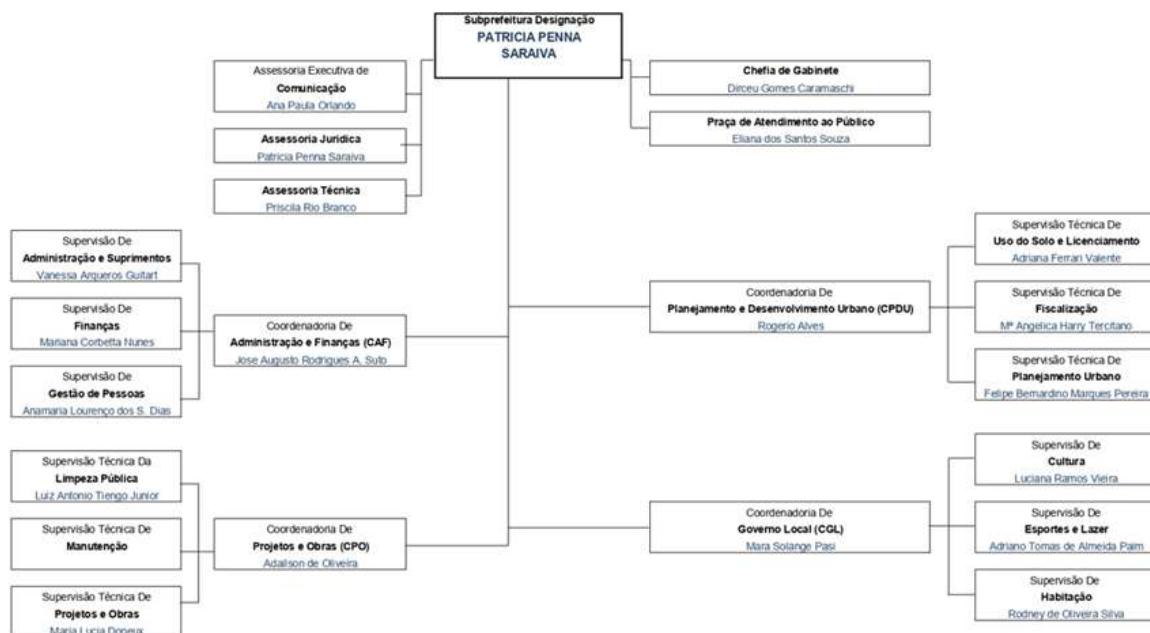 Subprefeitura Designação
PATRICIA PENNA
SARAIVA
Assessoria Executiva de
Comunicação
Ana Paula Orlando
Assessoria Jurídica
Patricia Penna Saraiva
Assessoria Técnica
Priscila Rio Branco
Chefia de Gabinete
Dirceu Gomes Caramaschi
Praça de Atendimento ao Público
Eliana dos Santos Souza
Supervisão De
Administração e Suprimentos
Vanessa Arqueros Guitart
Supervisão De
Finanças
Mariana Corbetta Nunes
Supervisão De
Gestão de Pessoas
Anamaria Lourenço dos S. Dias
Coordenadoria De
Administração e Finanças (CAF)
Jose Augusto Rodrigues A. Suto
Coordenadoria De
Planejamento e Desenvolvimento Urbano (CPDU)
Rogerio Alves
Supervisão Técnica De
Uso do Solo e Licenciamento
Adriana Ferrari Valente
Supervisão Técnica De
Fiscalização
Mª Angelica Harry Tercitano
Supervisão Técnica De
Planejamento Urbano
Felipe Bernardino Marques Pereira
Supervisão Técnica Da
Limpeza Pública
Luiz Antonio Tiengo Junior
Supervisão Técnica De
Manutenção
Supervisão Técnica De
Projetos e Obras
Maria Lucia
Coordenadoria De
Projetos e Obras (CPO)
Adailson de Oliveira
Coordenadoria De
Governo Local (CGL)
Mara Solange Pasi
Supervisão De
Cultura
Luciana Ramos Vieira
Supervisão De
Esportes e Lazer
Adriano Tomas de Almeida Paim
Supervisão De
Habitação
Rodney de Oliveira Silva